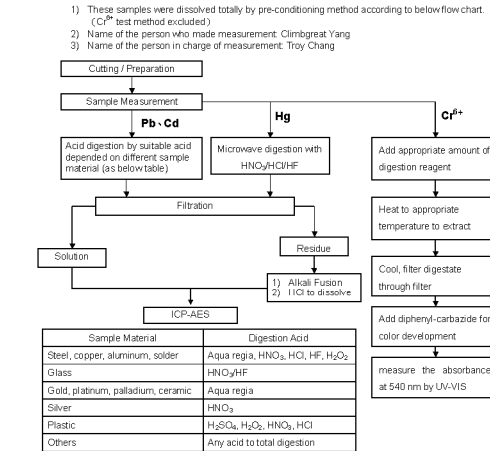 1) These samples were dissolved totally by pre-conditioning method according to below flow chart.
(Cr6+ test method excluded)
2) Name of the person who made measurement: Climbgreat Yang
3) Name of the person in charge of measurement: Troy Chang
Cutting / Preparation
Sample Measurement
Pb、Cd
Hg
Cr6+
Acid digestion by suitable acid
depended on different sample
material (as below table)
Microwave digestion with
HNO3/HCl/HF
Add appropriate amount of
digestion reagent
Filtration
Heat to appropriate
temperature to extract
Solution
Residue
Cool, filter digestate
through filter
1) Alkali Fusion
2) HCl to dissolve
ICP-AES
Add diphenyl-carbazide for
color development
measure the absorbance
at 540 nm by UV-VIS
Sample Material
Digestion Acid
Steel, copper, aluminum, solder
Aqua regia, HNO3, HCl, HF, H2O2
Glass
HNO3/HF
Gold, platinum, palladium, ceramic
Aqua regia
Silver
HNO3
Plastic
H2SO4, H2O2, HNO3, HCl
Others
Any acid to total digestion